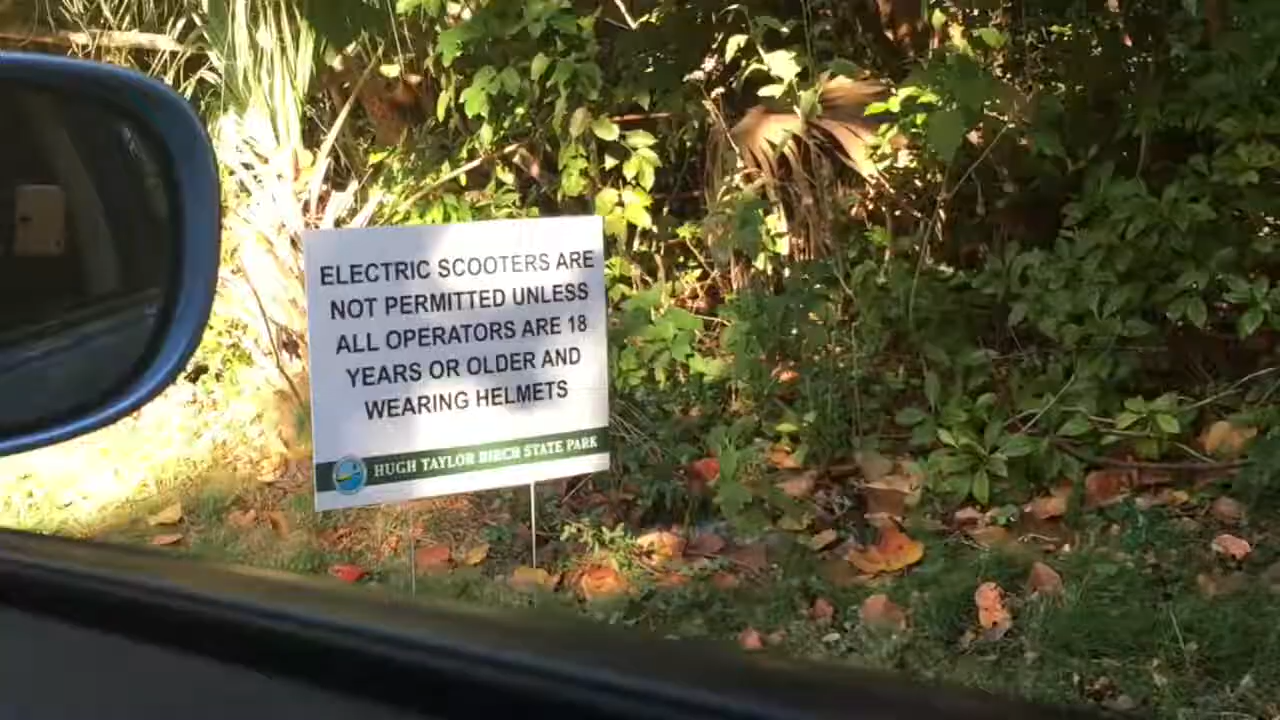 ELECTRIC SCOOTERS ARE
NOT PERMITTED UNLESS
ALL OPERATORS ARE 18
YEARS OR OLDER AND
WEARING HELMETS
HUGH TAYLOR BIRCH STATE PARK